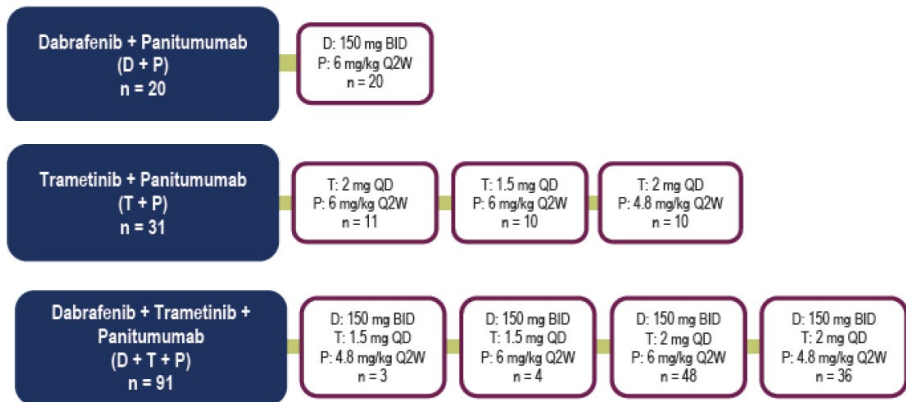 Dabrafenib + Panitumumab
(D + P)
n = 20
D: 150 mg BID
P: 6 mg/kg Q2W
n = 20
Trametinib + Panitumumab
(T + P)
n = 31
T: 2 mg QD
P: 6 mg/kg Q2W
n = 11
T: 1.5 mg QD
P: 6 mg/kg Q2W
n = 10
T: 2 mg QD
P: 4.8 mg/kg Q2W
n = 10
Dabrafenib + Trametinib +
Panitumumab
(D + T + P)
n = 91
D: 150 mg BID
T: 1.5 mg QD
P: 4.8 mg/kg Q2W
n = 3
D: 150 mg BID
T: 1.5 mg QD
P: 6 mg/kg Q2W
n = 4
D: 150 mg BID
T: 2 mg QD
P: 6 mg/kg Q2W
n = 48
D: 150 mg BID
T: 2 mg QD
P: 4.8 mg/kg Q2W
n = 36